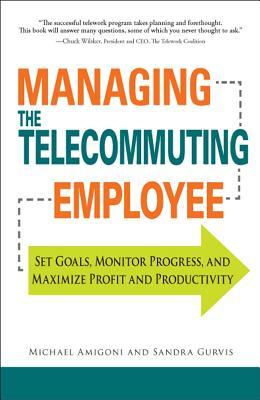 "The successful telework program takes planning and forethought.
This book will answer many questions, some of which you never thought to ask."
—Chuck Wilsker, President and CEO, The Telework Coalition
MANAGING
THE
TELECOMMUTING
EMPLOYEE
SET GOALS, MONITOR PROGRESS, AND
MAXIMIZE PROFIT AND PRODUCTIVITY
MICHAEL AMIGONI AND SANDRA GURVIS